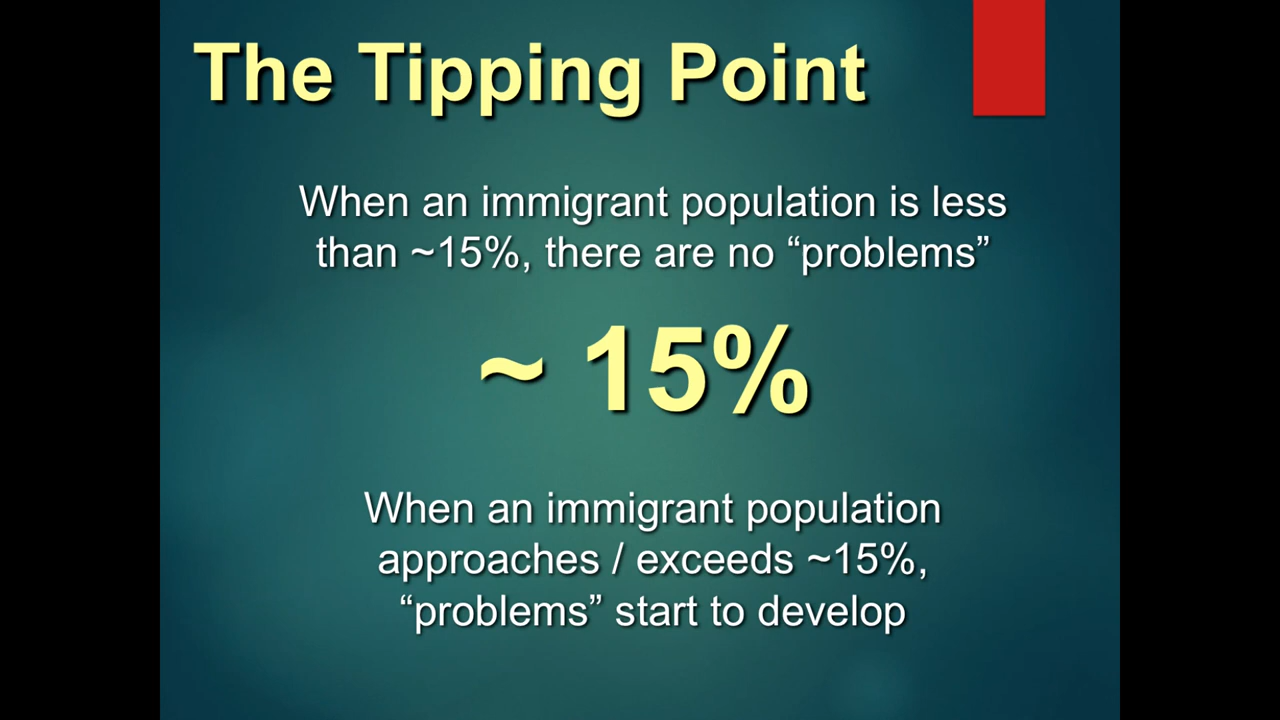 The Tipping Point
When an immigrant population is less
than ~15%, there are no “problems”
~ 15%
When an immigrant population
approaches / exceeds ~15%,
“problems” start to develop